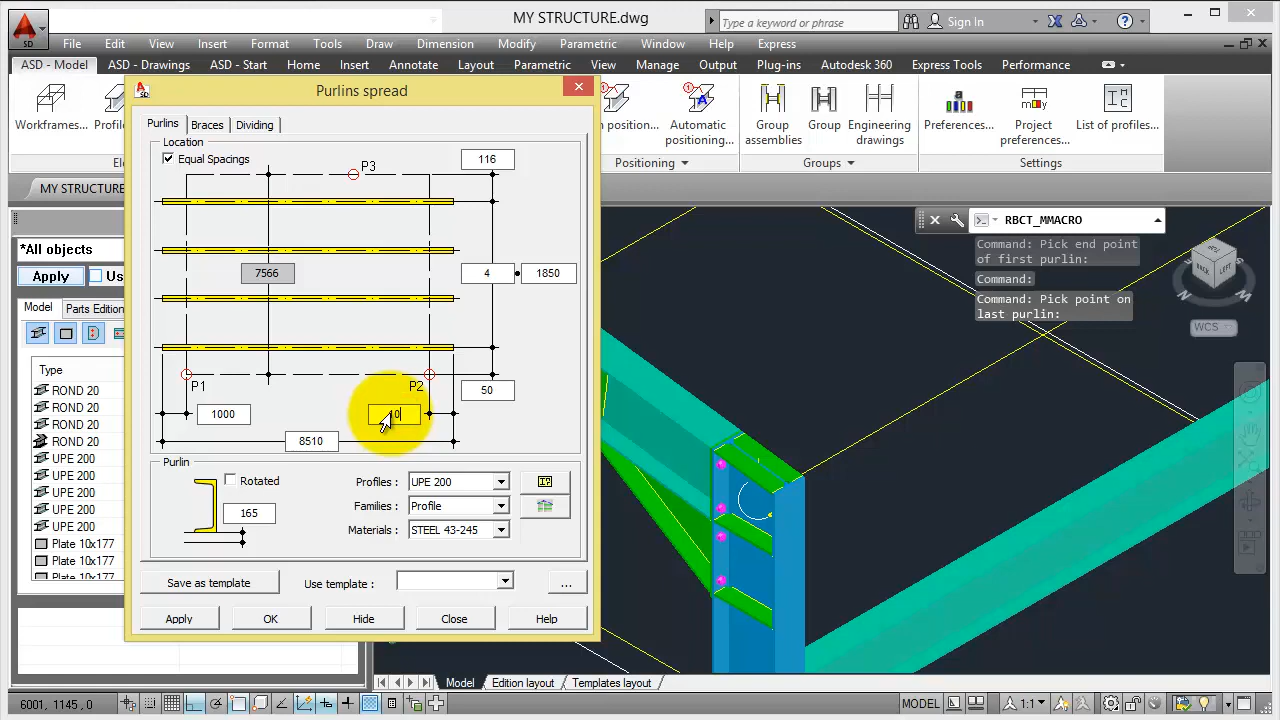 MY STRUCTURE.dwg
Type a keyword or phrase
Sign In
SD
File Edit View Insert Format Tools Draw Dimension Modify Parametric Window Help Express
ASD - Model ASD - Drawings ASD - Start Home Insert Annotate Layout Parametric View Manage Output Plug-ins Autodesk 360 Express Tools Performance
Workframes...
Automatic positioning...
Group assemblies
Group
Engineering drawings
Preferences...
Project preferences...
List of profiles...
Positioning
Groups
Settings
*All objects
Apply
Model Parts Edition
Type
ROND 20
ROND 20
ROND 20
UPE 200
UPE 200
UPE 200
UPE 200
UPE 200
Plate 10x177
Plate 10x177
Plate 10x177
Purlins spread
Purlins Braces Dividing
Location
Equal Spacings
116
P3
7566
4
1850
P1
P2
50
1000
10
8510
Purlin
Rotated
165
Profiles : UPE 200
Families : Profile
Materials : STEEL 43-245
Save as template
Use template :
...
Apply OK Hide Close Help
RBCT_MMACRO
Command: Pick end point
of first purlin:
Command:
Command: Pick point on
last purlin:
BACK LEFT
WCS
Model Edition layout Templates layout
6001, 1145, 0
MODEL
1:1